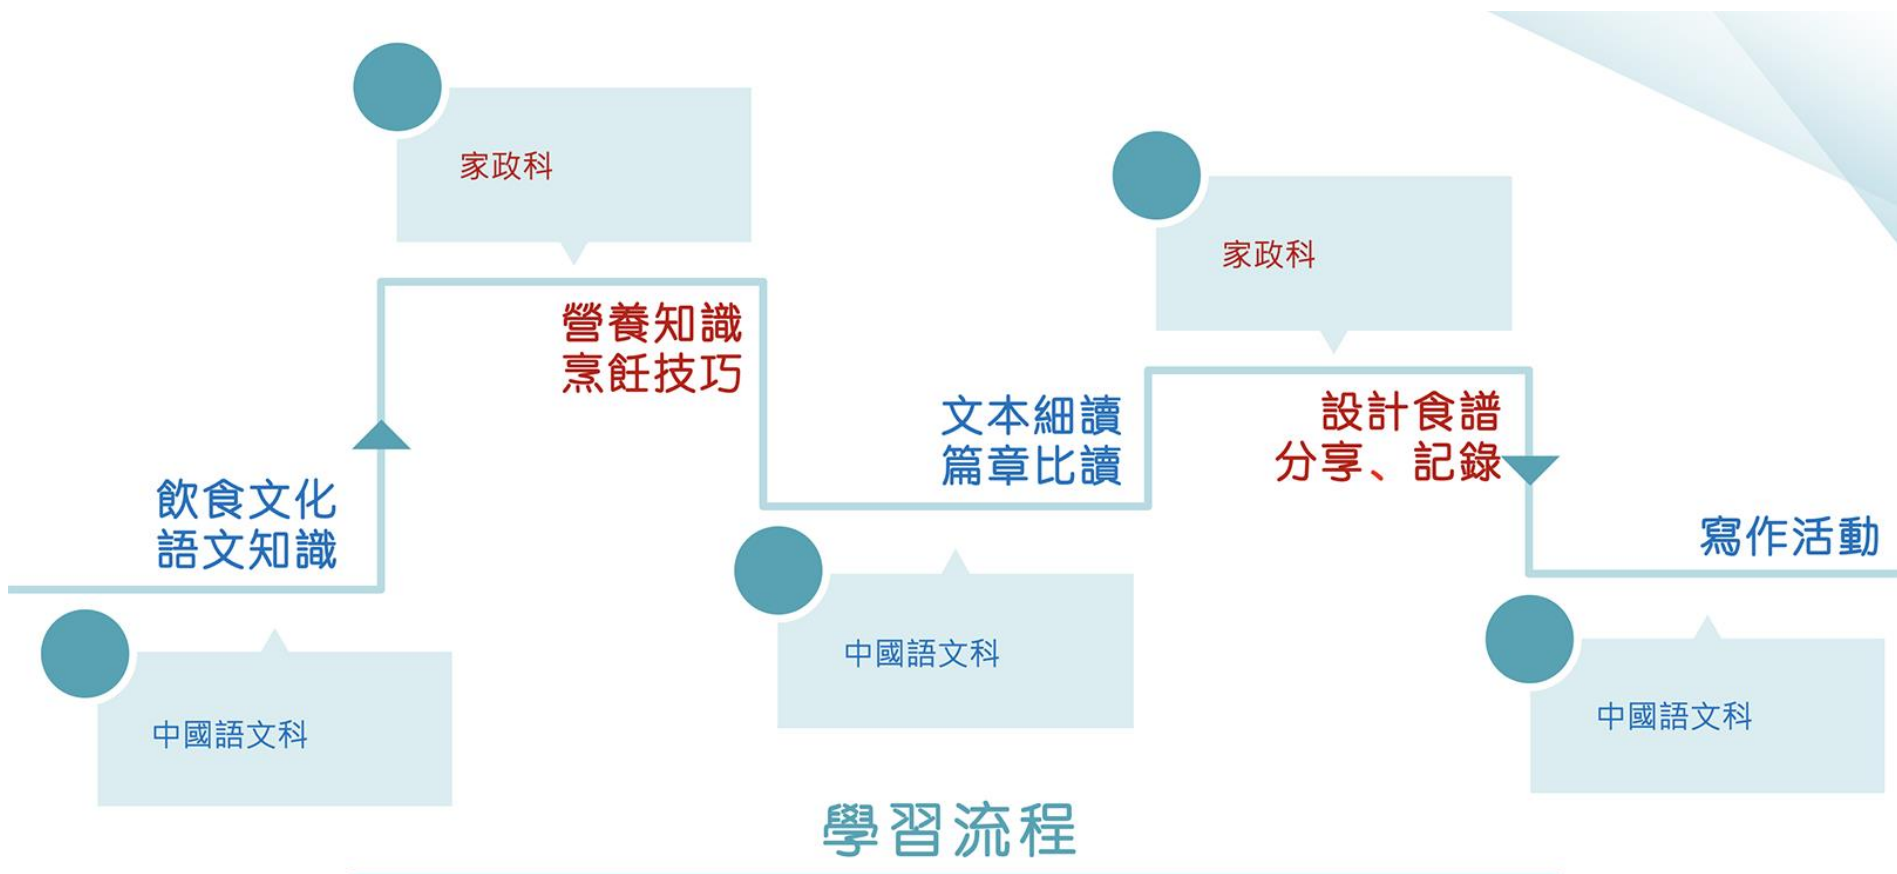 飲食文化
語文知識
中國語文科
家政科
營養知識
烹飪技巧
文本細讀
篇章比讀
中國語文科
家政科
設計食譜
分享、記錄
寫作活動
中國語文科
學習流程